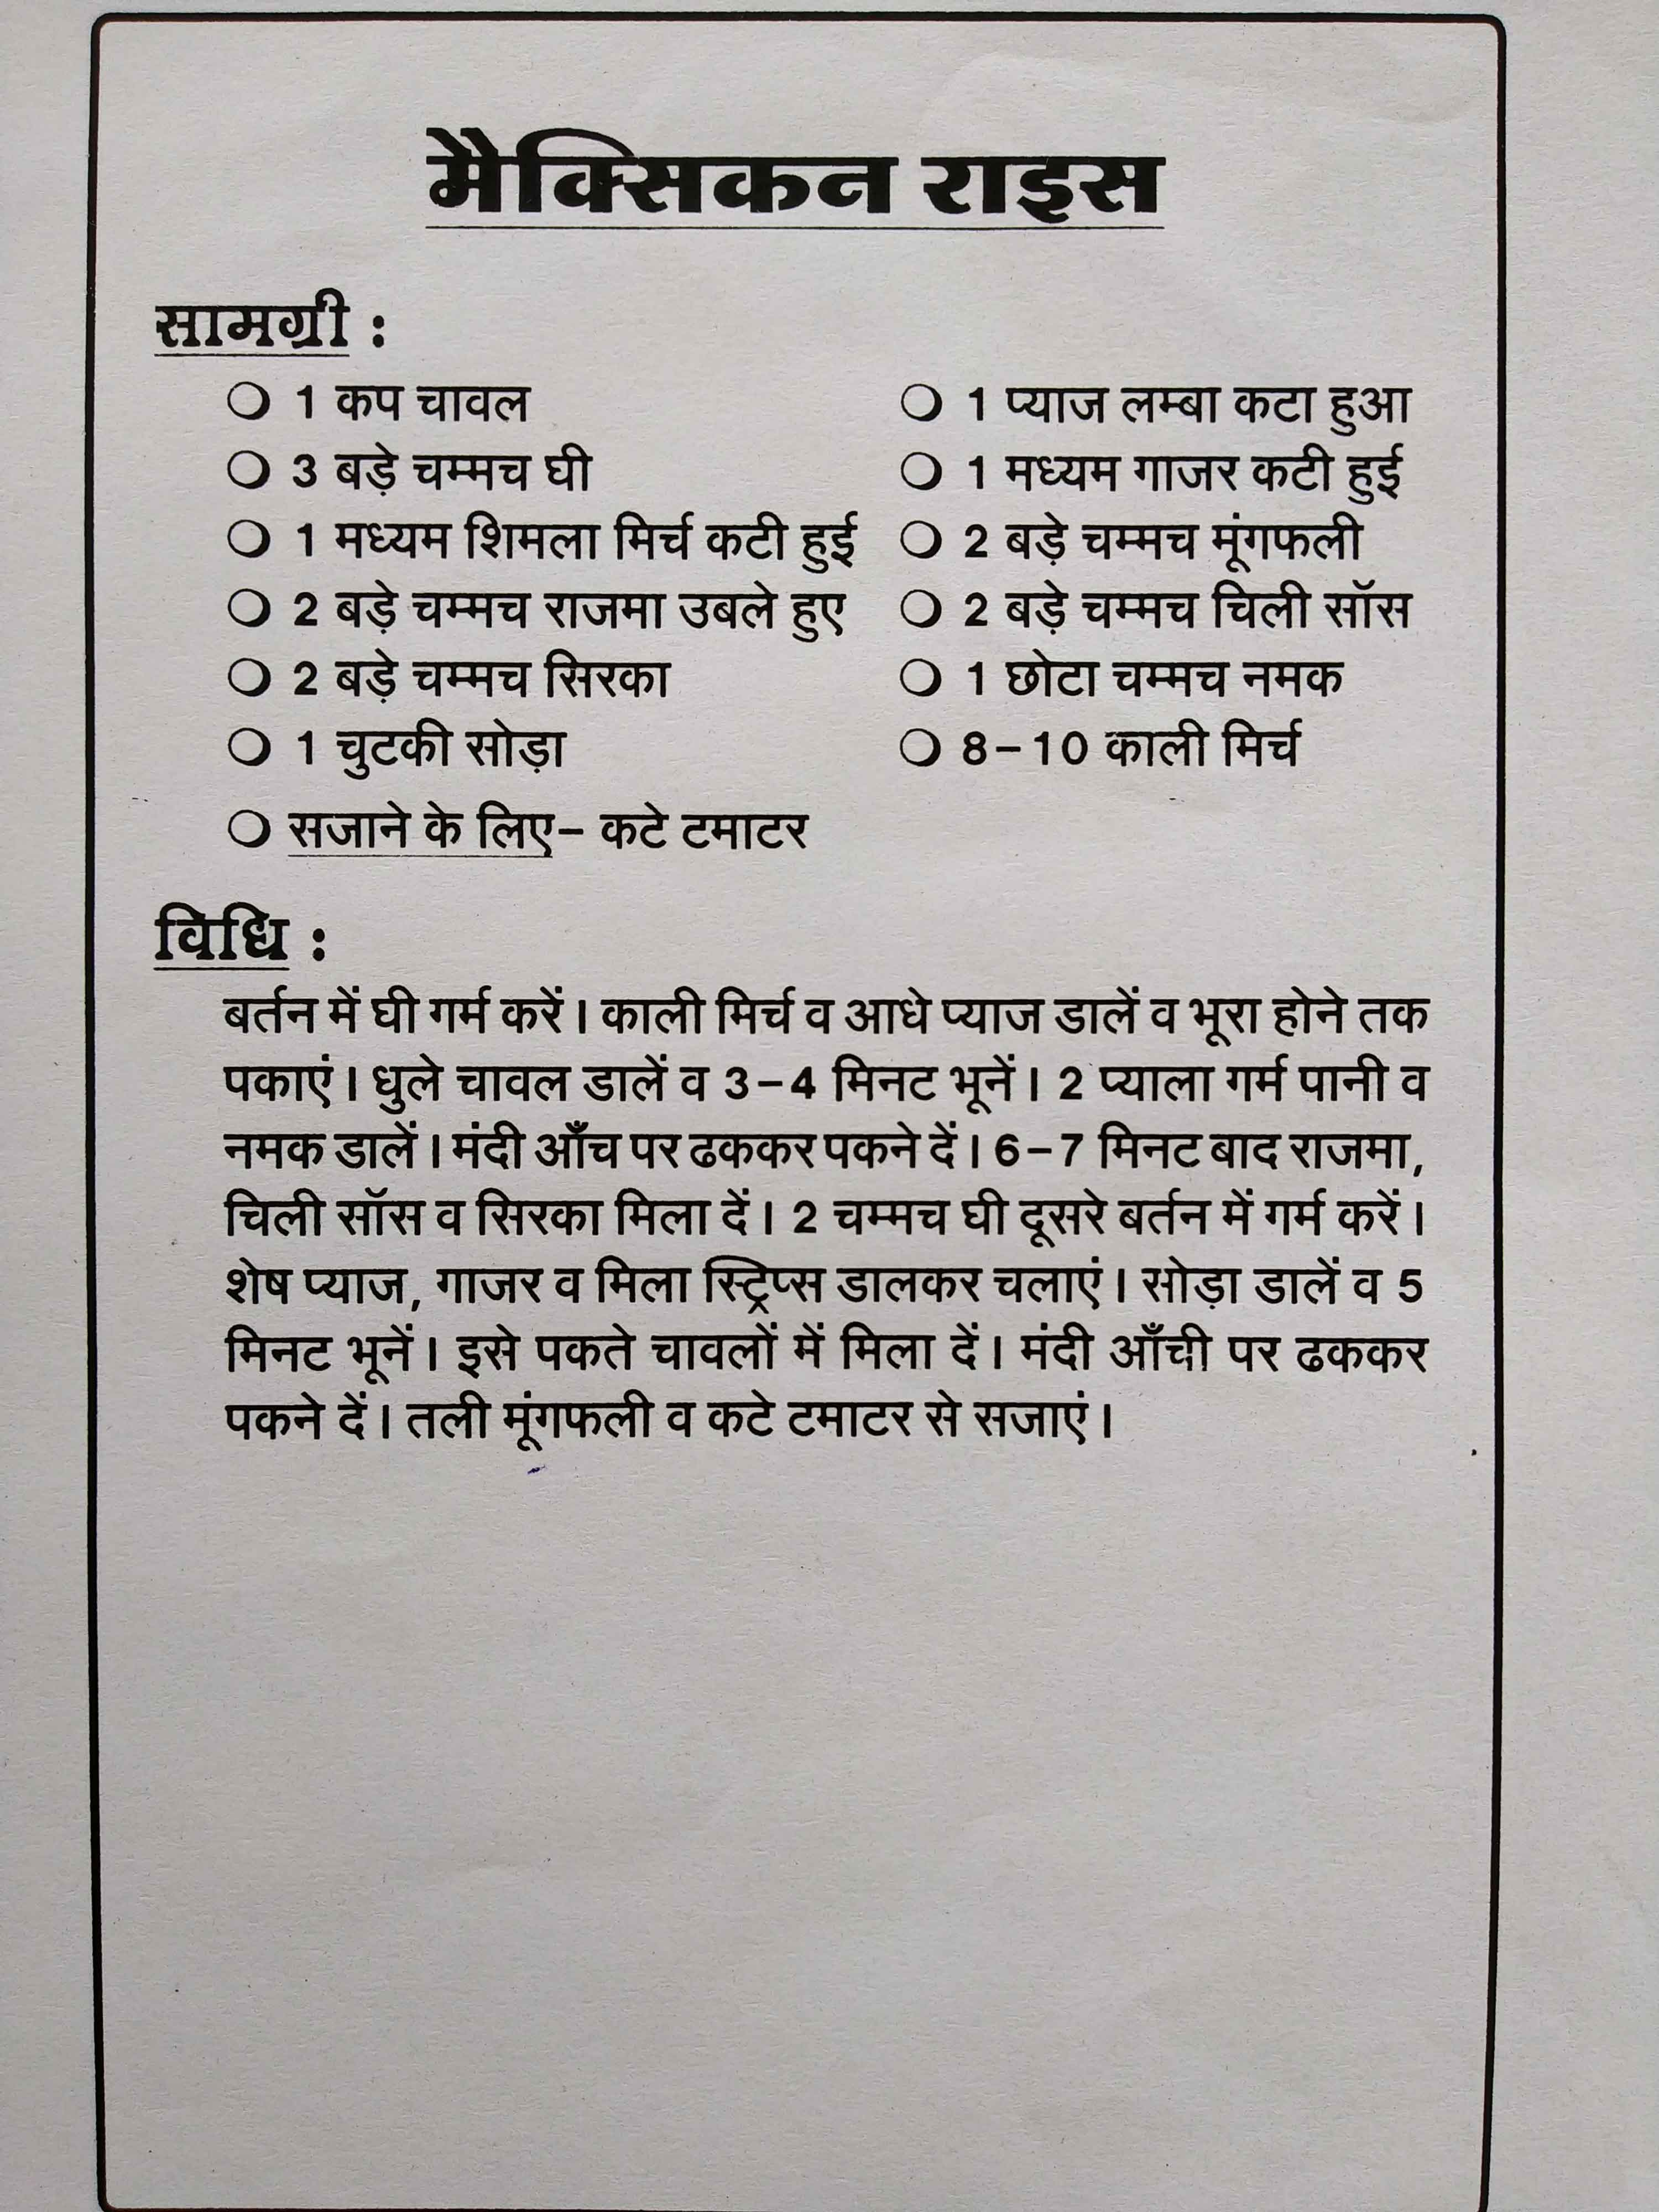 मैक्सिकन राइस
सामग्री :
1 कप चावल
1 प्याज लम्बा कटा हुआ
3 बड़े चम्मच घी
1 मध्यम गाजर कटी हुई
1 मध्यम शिमला मिर्च कटी हुई
2 बड़े चम्मच मूंगफली
2 बड़े चम्मच राजमा उबले हुए
2 बड़े चम्मच चिली सॉस
2 बड़े चम्मच सिरका
1 छोटा चम्मच नमक
1 चुटकी सोड़ा
8-10 काली मिर्च
सजाने के लिए- कटे टमाटर
विधि :
बर्तन में घी गर्म करें। काली मिर्च व आधे प्याज डालें व भूरा होने तक
पकाएं। धुले चावल डालें व 3-4 मिनट भूनें। 2 प्याला गर्म पानी व
नमक डालें। मंदी आँच पर ढककर पकने दें। 6-7 मिनट बाद राजमा,
चिली सॉस व सिरका मिला दें। 2 चम्मच घी दूसरे बर्तन में गर्म करें।
शेष प्याज, गाजर व मिला स्ट्रिप्स डालकर चलाएं। सोड़ा डालें व 5
मिनट भूनें। इसे पकते चावलों में मिला दें। मंदी आँची पर ढककर
पकने दें। तली मूंगफली व कटे टमाटर से सजाएं।